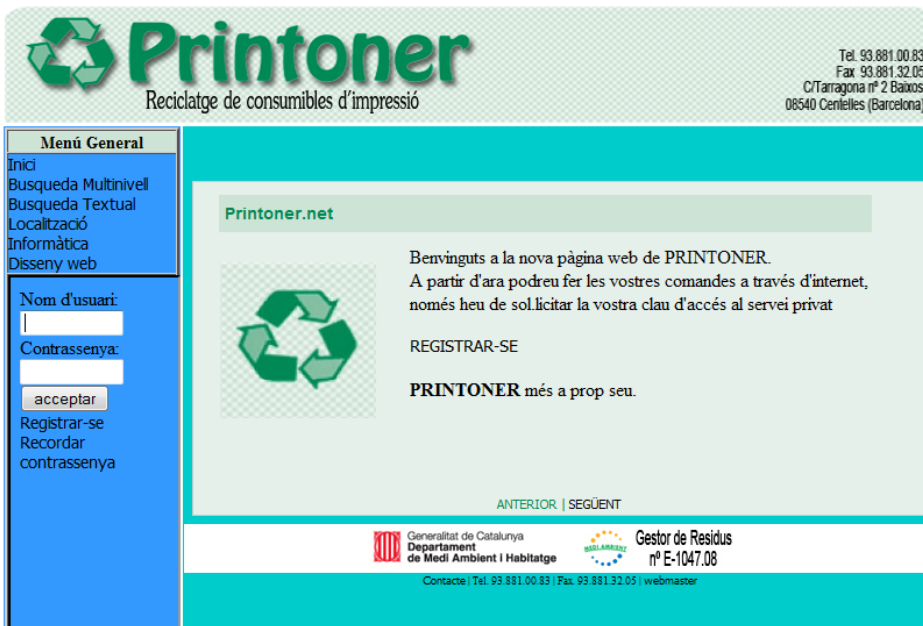 Printoner
Reciclatge de consumibles d'impressió
Tel. 93.881.00.83
Fax 93.881.32.05
C/Tarragona nº 2 Baixos
08540 Centelles (Barcelona)
Menú General
Inici
Busqueda Multinivell
Busqueda Textual
Localització
Informàtica
Disseny web
Nom d'usuari:
Contrassenya:
acceptar
Registrar-se
Recordar
contrassenya
Printoner.net
Benvinguts a la nova pàgina web de PRINTONER.
A partir d'ara podreu fer les vostres comandes a través d'internet,
només heu de sol.licitar la vostra clau d'accés al servei privat
REGISTRAR-SE
PRINTONER més a prop seu.
ANTERIOR | SEGÜENT
Generalitat de Catalunya
Departament
de Medi Ambient i Habitatge
MEDI AMBIENT
Gestor de Residus
nº E-1047.08
Contacte | Tel. 93.881.00.83 | Fax. 93.881.32.05 | webmaster